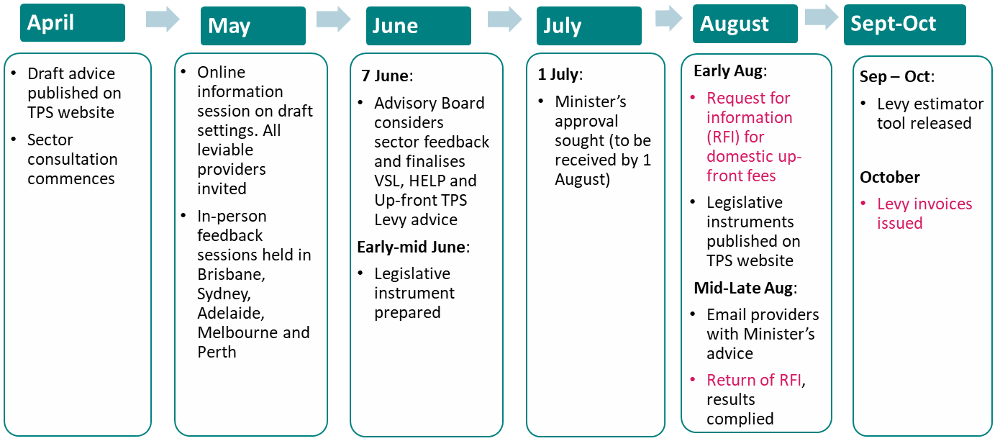 April
• Draft advice
published on
TPS website
• Sector
consultation
commences
May
• Online
information
session on draft
settings. All
leviable
providers
invited
• In-person
feedback
sessions held in
Brisbane,
Sydney,
Adelaide,
Melbourne and
Perth
June
7 June:
• Advisory Board
considers
sector feedback
and finalises
VSL, HELP and
Up-front TPS
Levy advice
Early-mid June:
• Legislative
instrument
prepared
July
1 July:
• Minister’s
approval
sought (to be
received by 1
August)
August
Early Aug:
• Request for
information
(RFI) for
domestic up-
front fees
• Legislative
instruments
published on
TPS website
Mid-Late Aug:
• Email providers
with Minister’s
advice
• Return of RFI,
results
complied
Sept-Oct
Sep – Oct:
• Levy estimator
tool released
October
• Levy invoices
issued